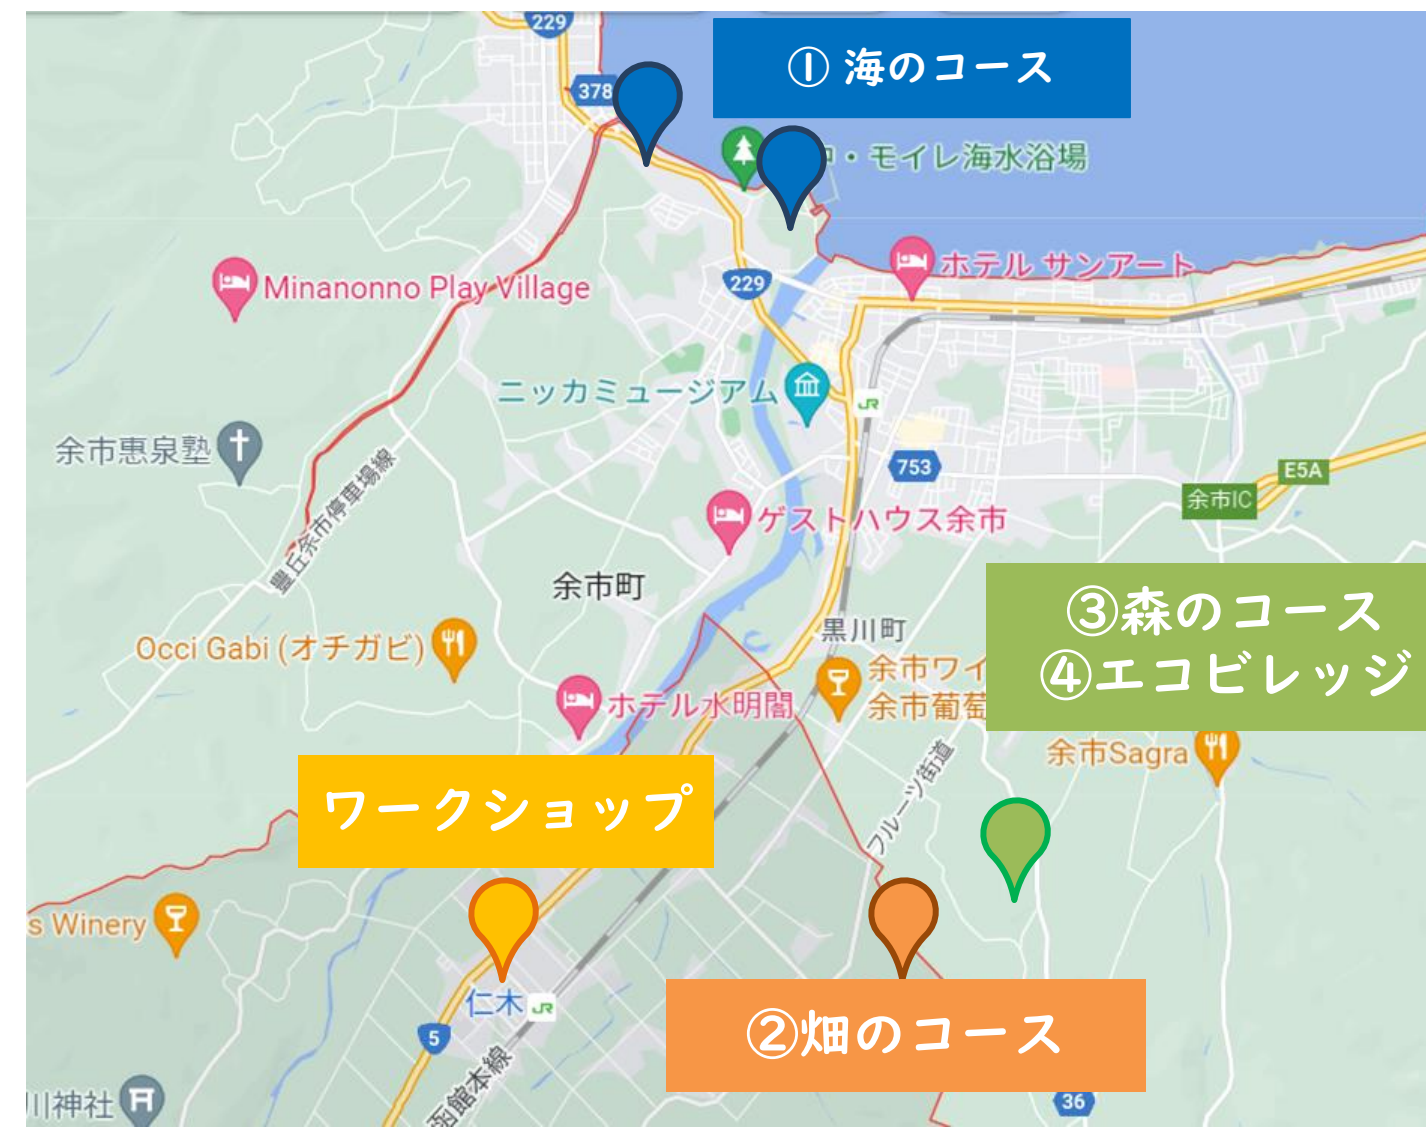 229
① 海のコース
378
・モイレ海水浴場
ホテル サンアート
Minanonno Play Village
229
ニッカミュージアム
JR
余市恵泉塾
753
E5A
余市IC
豊丘余市停車場線
ゲストハウス余市
余市町
③森のコース
④エコビレッジ
黒川町
Occi Gabi (オチガビ)
余市ワイ
余市葡萄
ホテル水明閣
余市Sagra
フルーツ街道
ワークショップ
s Winery
仁木
JR
5
②畑のコース
函館本線
川神社
36